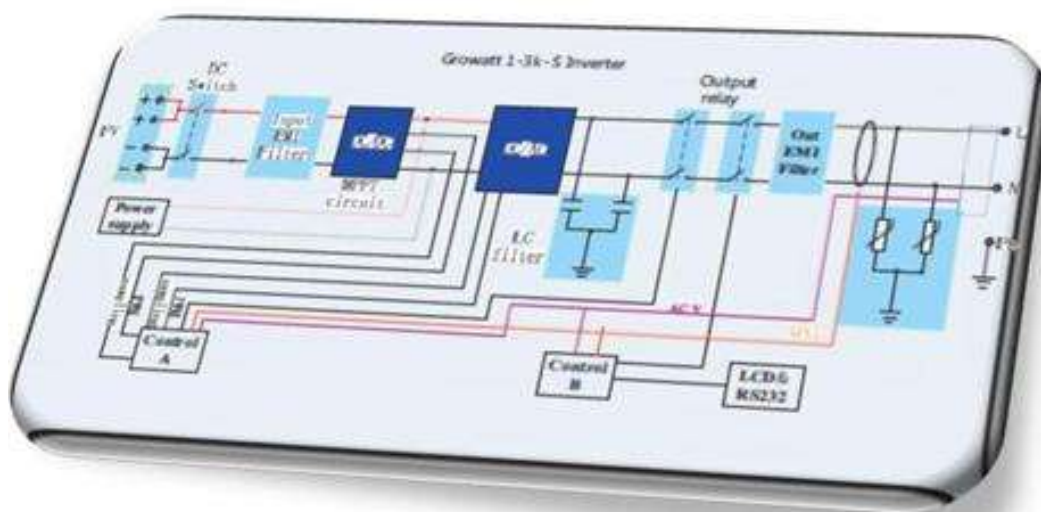 Growatt 1-3k-S Inverter
DC
Switch
PV
Input
EMI
Filter
MPPT
circuit
Output
relay
Out
EMI
Filter
L
N
Power
supply
LC
filter
AC V
Control
A
Control
B
LCD&
RS232